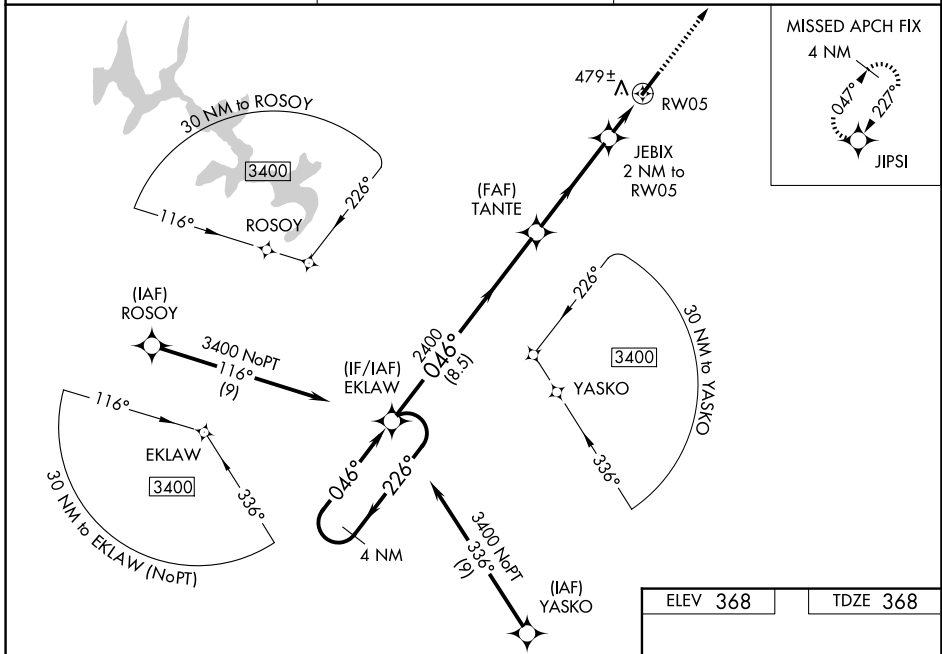 MISSED APCH FIX
4 NM
047°
227°
JIPSI
479±
RW05
JEBIX
2 NM to
RW05
(FAF)
TANTE
30 NM to ROSOY
3400
116°
226°
ROSOY
(IAF)
ROSOY
3400 NoPT
116°
(9)
(IF/IAF)
EKLAW
2400
046°
(8.5)
226°
3400
30 NM to YASKO
YASKO
336°
116°
EKLAW
3400
336°
30 NM to EKLAW (NoPT)
046°
226°
4 NM
3400 NoPT
336°
(9)
(IAF)
YASKO
ELEV 368
TDZE 368